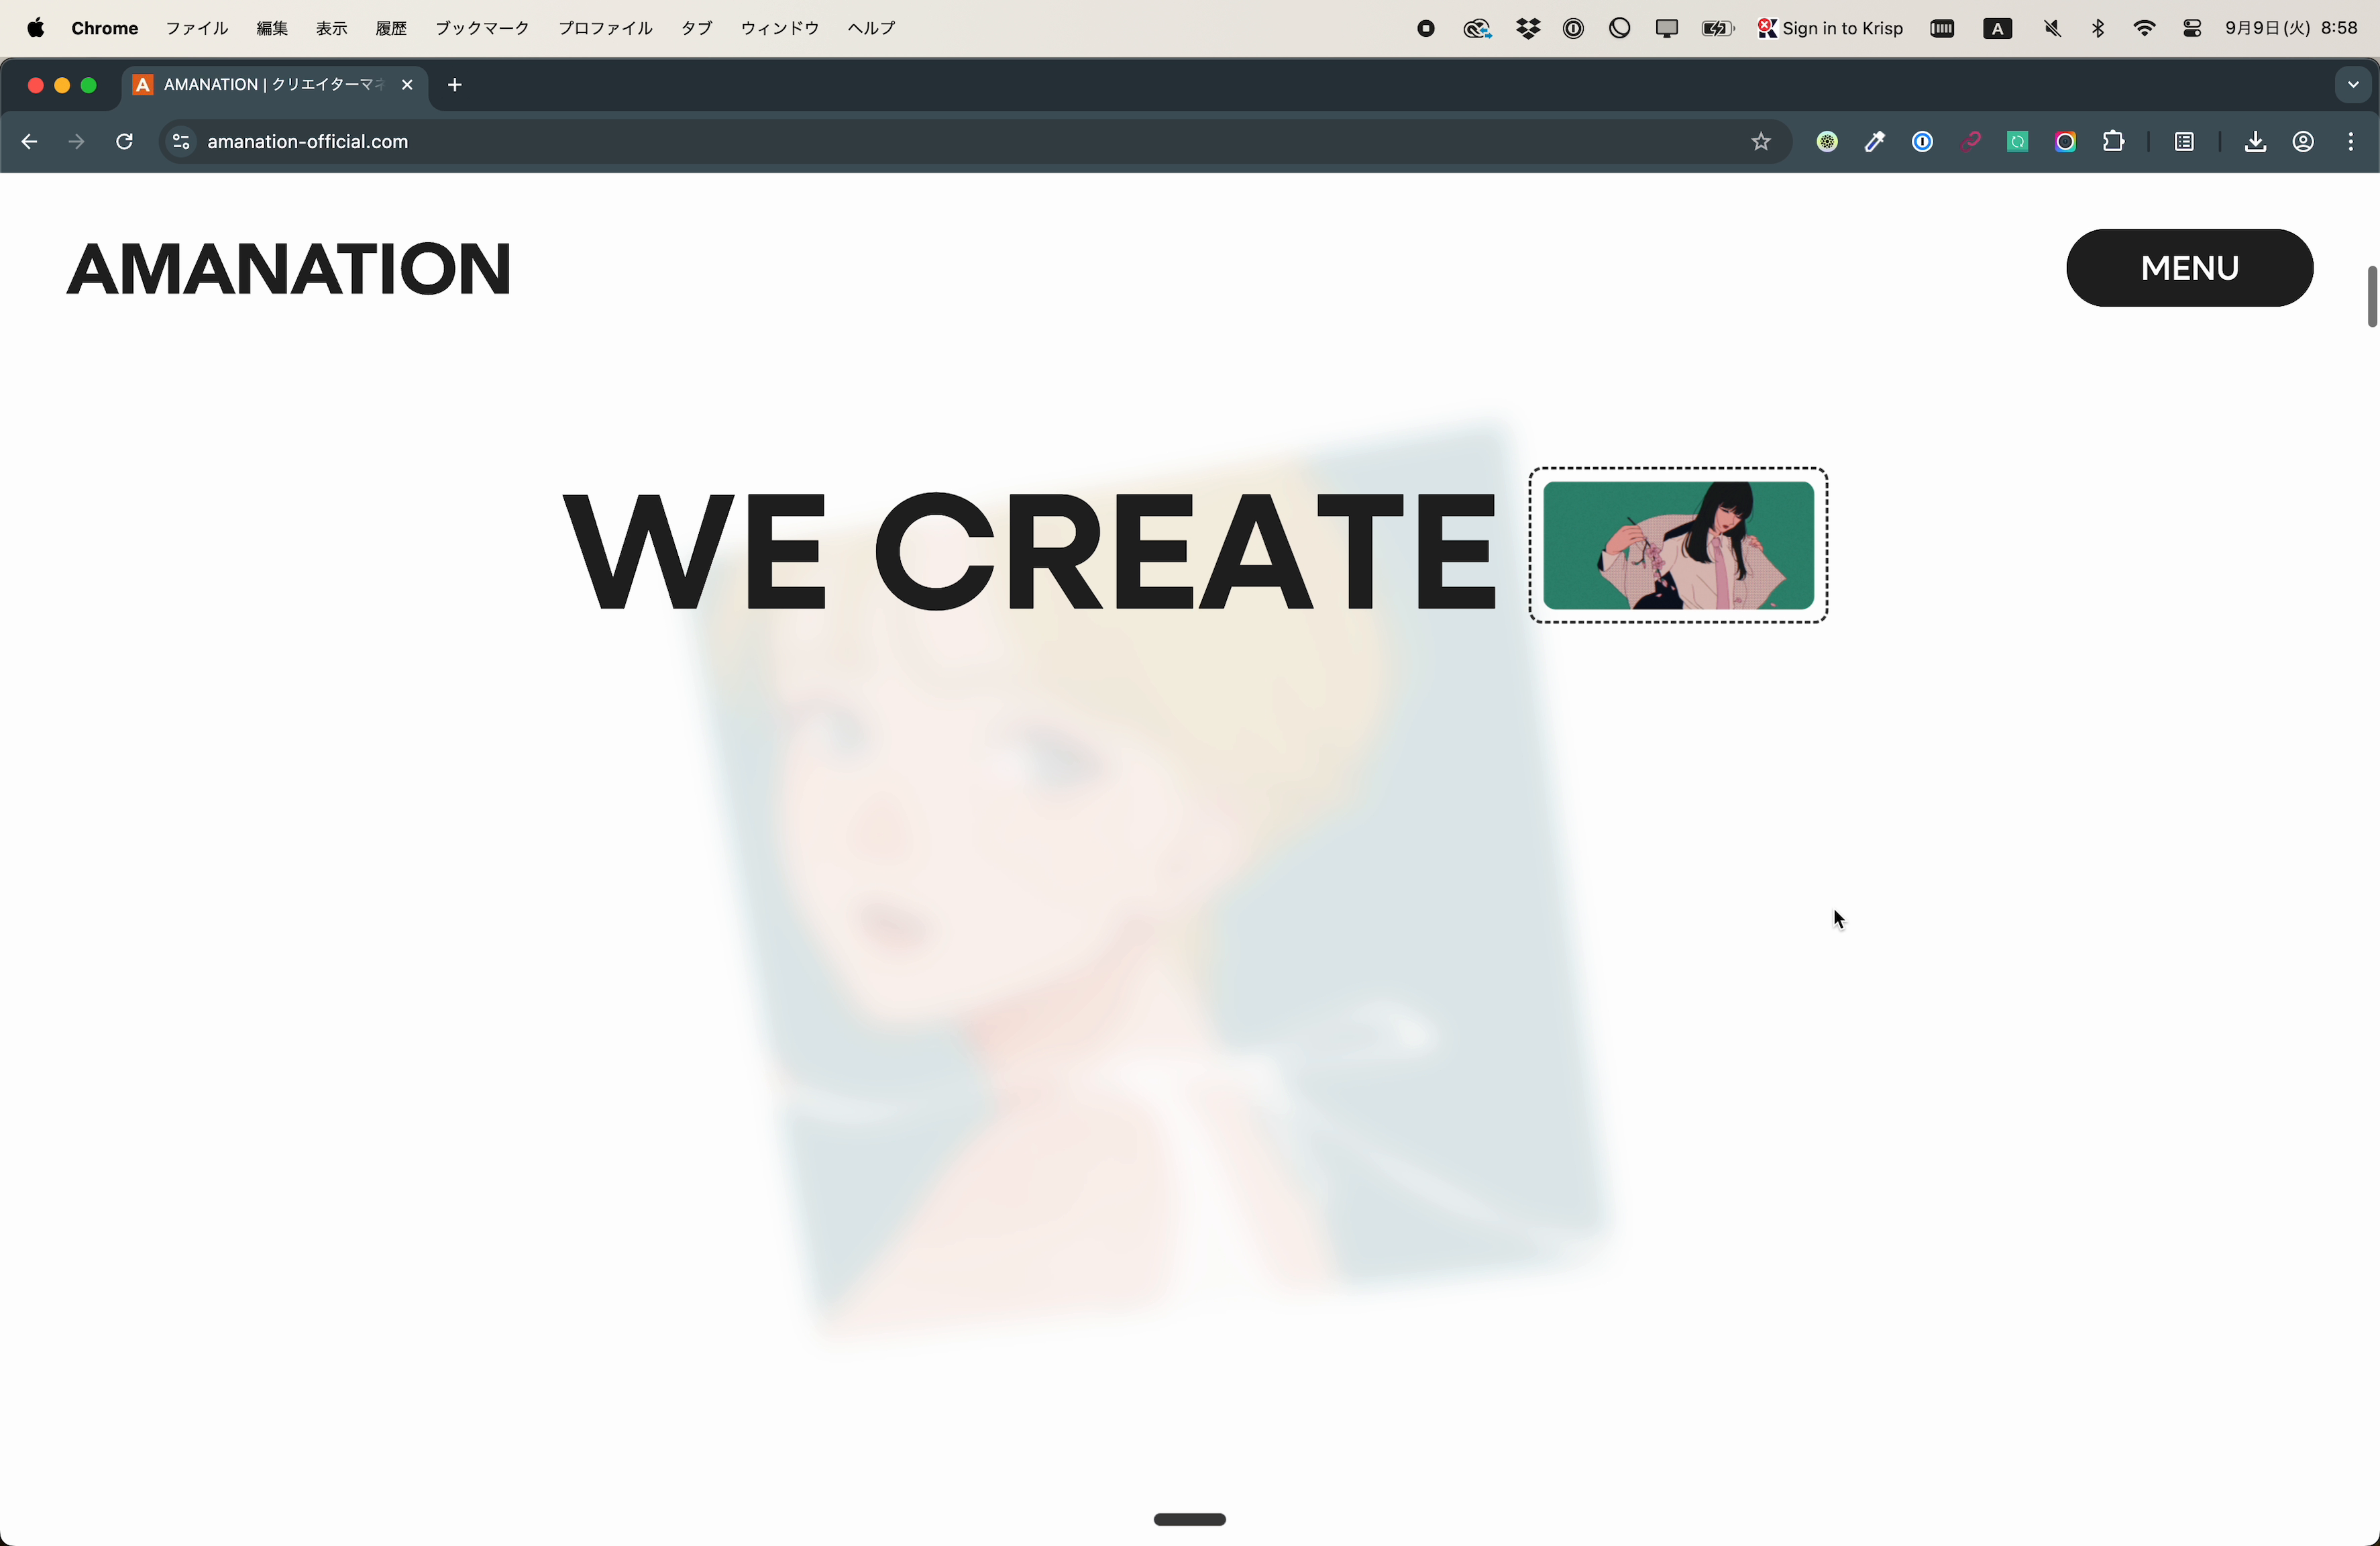 Chrome ファイル 編集 表示 履歴 ブックマーク プロファイル タブ ウィンドウ ヘルプ Sign in to Krisp A 9月9日(火) 8:58
A AMANATION | クリエイターマネ
amanation-official.com
AMANATION
MENU
WE CREATE